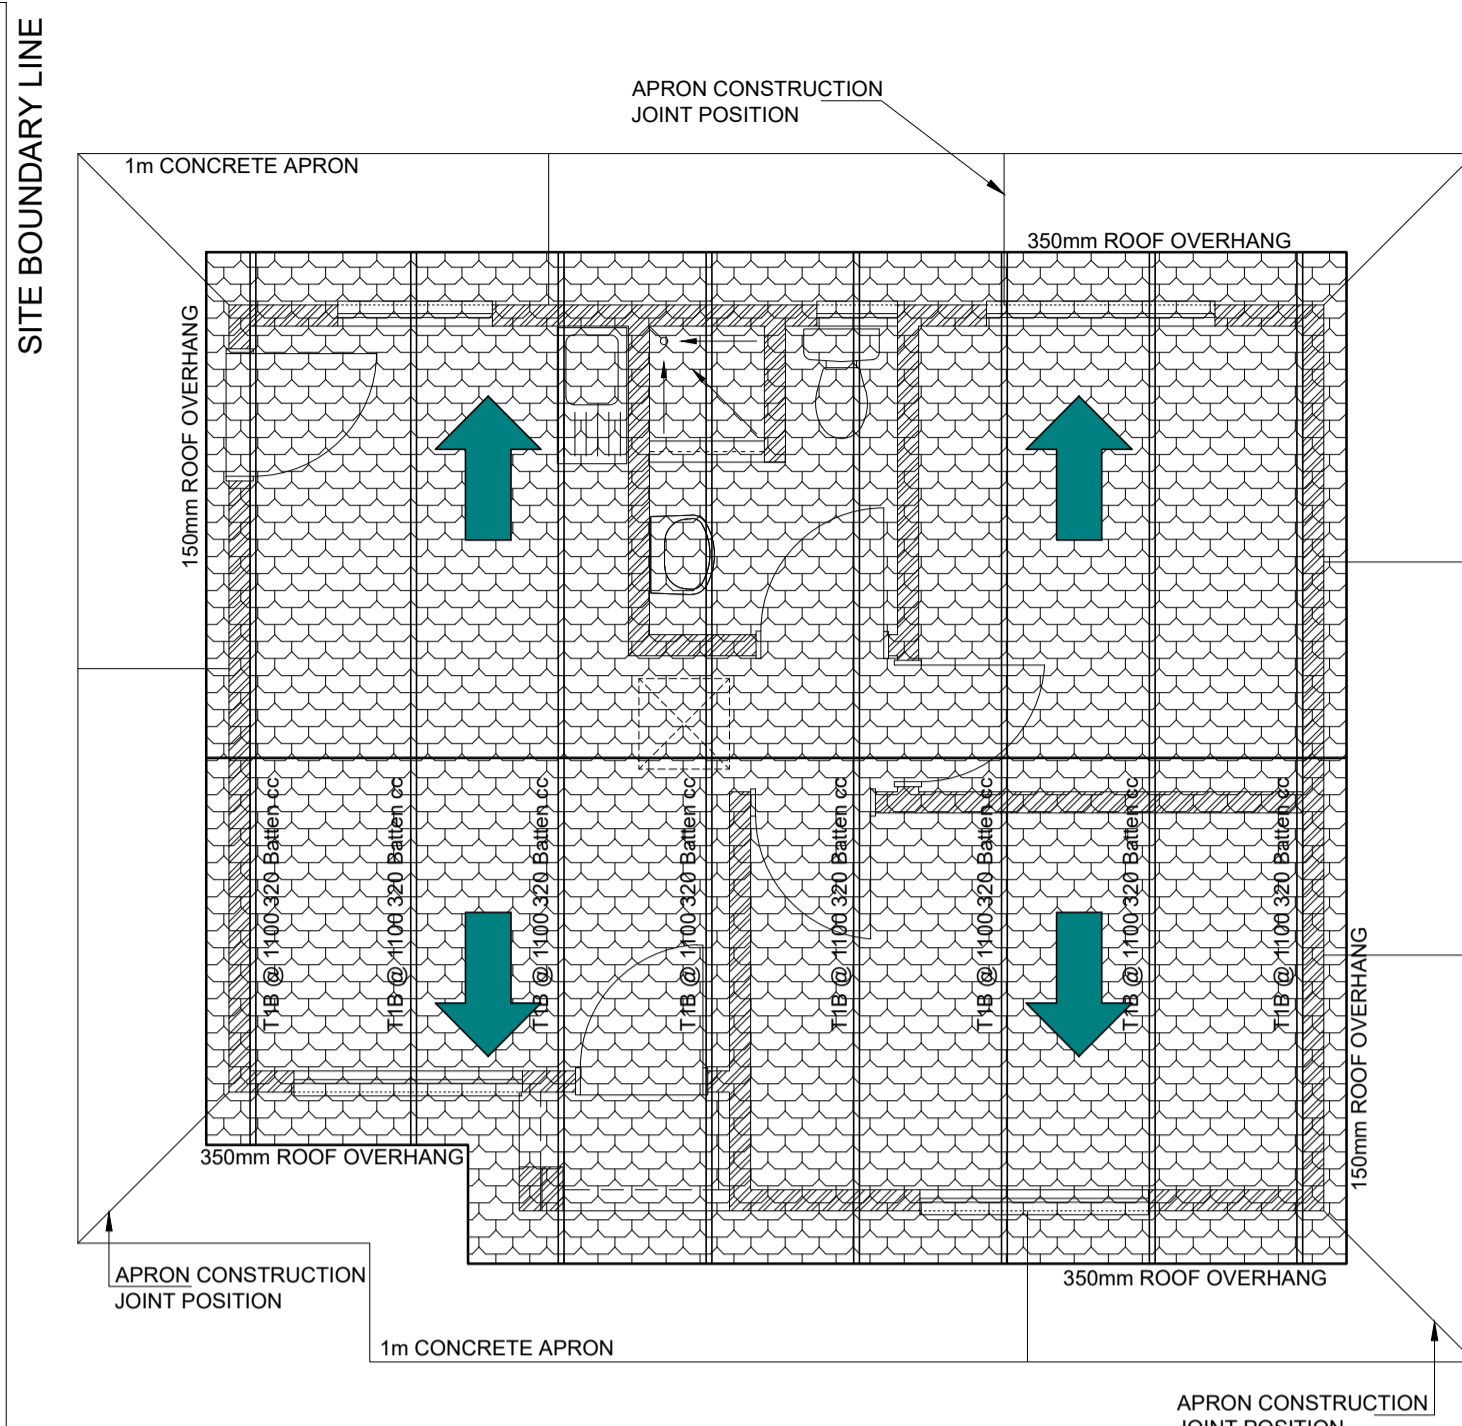 SITE BOUNDARY LINE
APRON CONSTRUCTION
JOINT POSITION
1m CONCRETE APRON
350mm ROOF OVERHANG
150mm ROOF OVERHANG
T1B @ 1100 320 Batten cc
T1B @ 1100 320 Batten cc
T1B @ 1100 320 Batten cc
T1B @ 1100 320 Batten cc
T1B @ 1100 320 Batten cc
T1B @ 1100 320 Batten cc
T1B @ 1100 320 Batten cc
T1B @ 1100 320 Batten cc
150mm ROOF OVERHANG
350mm ROOF OVERHANG
350mm ROOF OVERHANG
APRON CONSTRUCTION
JOINT POSITION
1m CONCRETE APRON
APRON CONSTRUCTION
JOINT POSITION